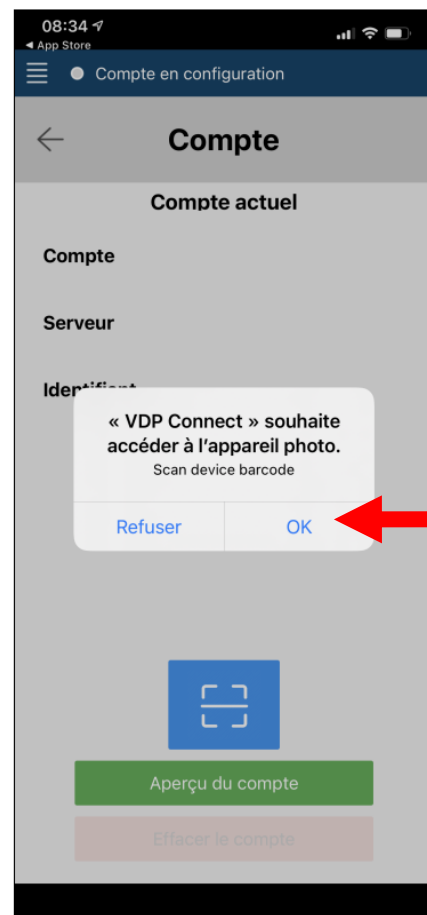 08:34
◀ App Store
Compte en configuration
Compte
Compte actuel
Compte
Serveur
Identifiant
« VDP Connect » souhaite
accéder à l'appareil photo.
Scan device barcode
Refuser OK
Aperçu du compte
Effacer le compte